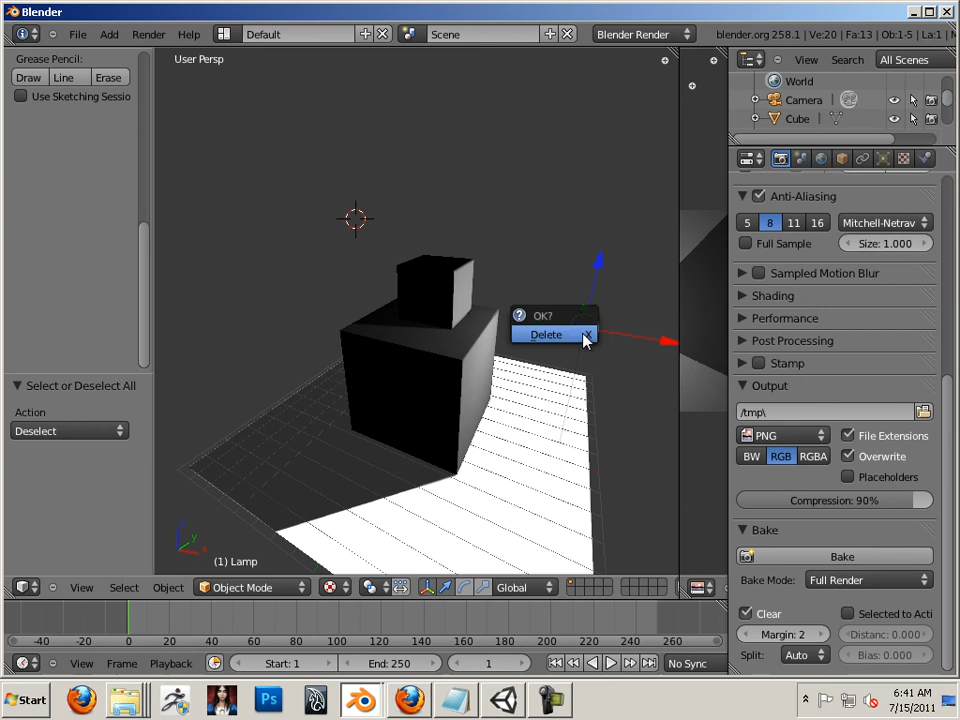 Blender
File Add Render Help Default Scene Blender Render blender.org 258.1 | Ve:20 | Fa:13 | Ob:1-5 | La:1 |
Grease Pencil:
Draw Line Erase
Use Sketching Sessio
User Persp
View Search All Scenes
World
Camera
Cube
Anti-Aliasing
5 8 11 16 Mitchell-Netrav
Full Sample Size: 1.000
Sampled Motion Blur
Shading
Performance
Post Processing
Stamp
Output
/tmp\
PNG File Extensions
BW RGB RGBA Overwrite
Placeholders
Compression: 90%
Bake
Bake
Bake Mode: Full Render
Clear Selected to Acti
Margin: 2 Distanc: 0.000
Split: Auto Bias: 0.000
OK?
Delete X
Select or Deselect All
Action
Deselect
(1) Lamp
View Select Object Object Mode Global
-40 -20 0 20 40 60 80 100 120 140 160 180 200 220 240 260
View Frame Playback Start: 1 End: 250 1 No Sync
Start Ps 6:41 AM
7/15/2011